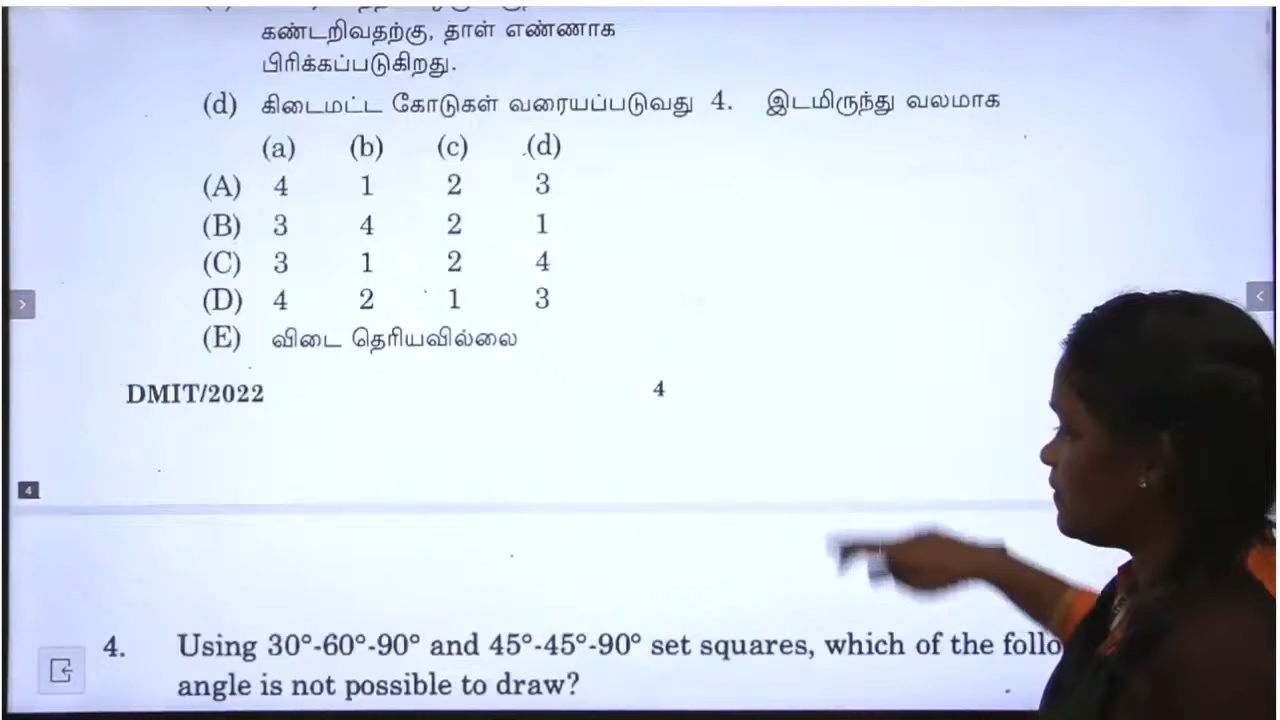 கண்டறிவதற்கு, தாள் எண்ணாக
பிரிக்கப்படுகிறது.
(d) கிடைமட்ட கோடுகள் வரையப்படுவது 4. இடமிருந்து வலமாக
(a) (b) (c) (d)
(A) 4 1 2 3
(B) 3 4 2 1
(C) 3 1 2 4
(D) 4 2 1 3
(E) விடை தெரியவில்லை
DMIT/2022 4
4
4. Using 30°-60°-90° and 45°-45°-90° set squares, which of the follo
angle is not possible to draw?